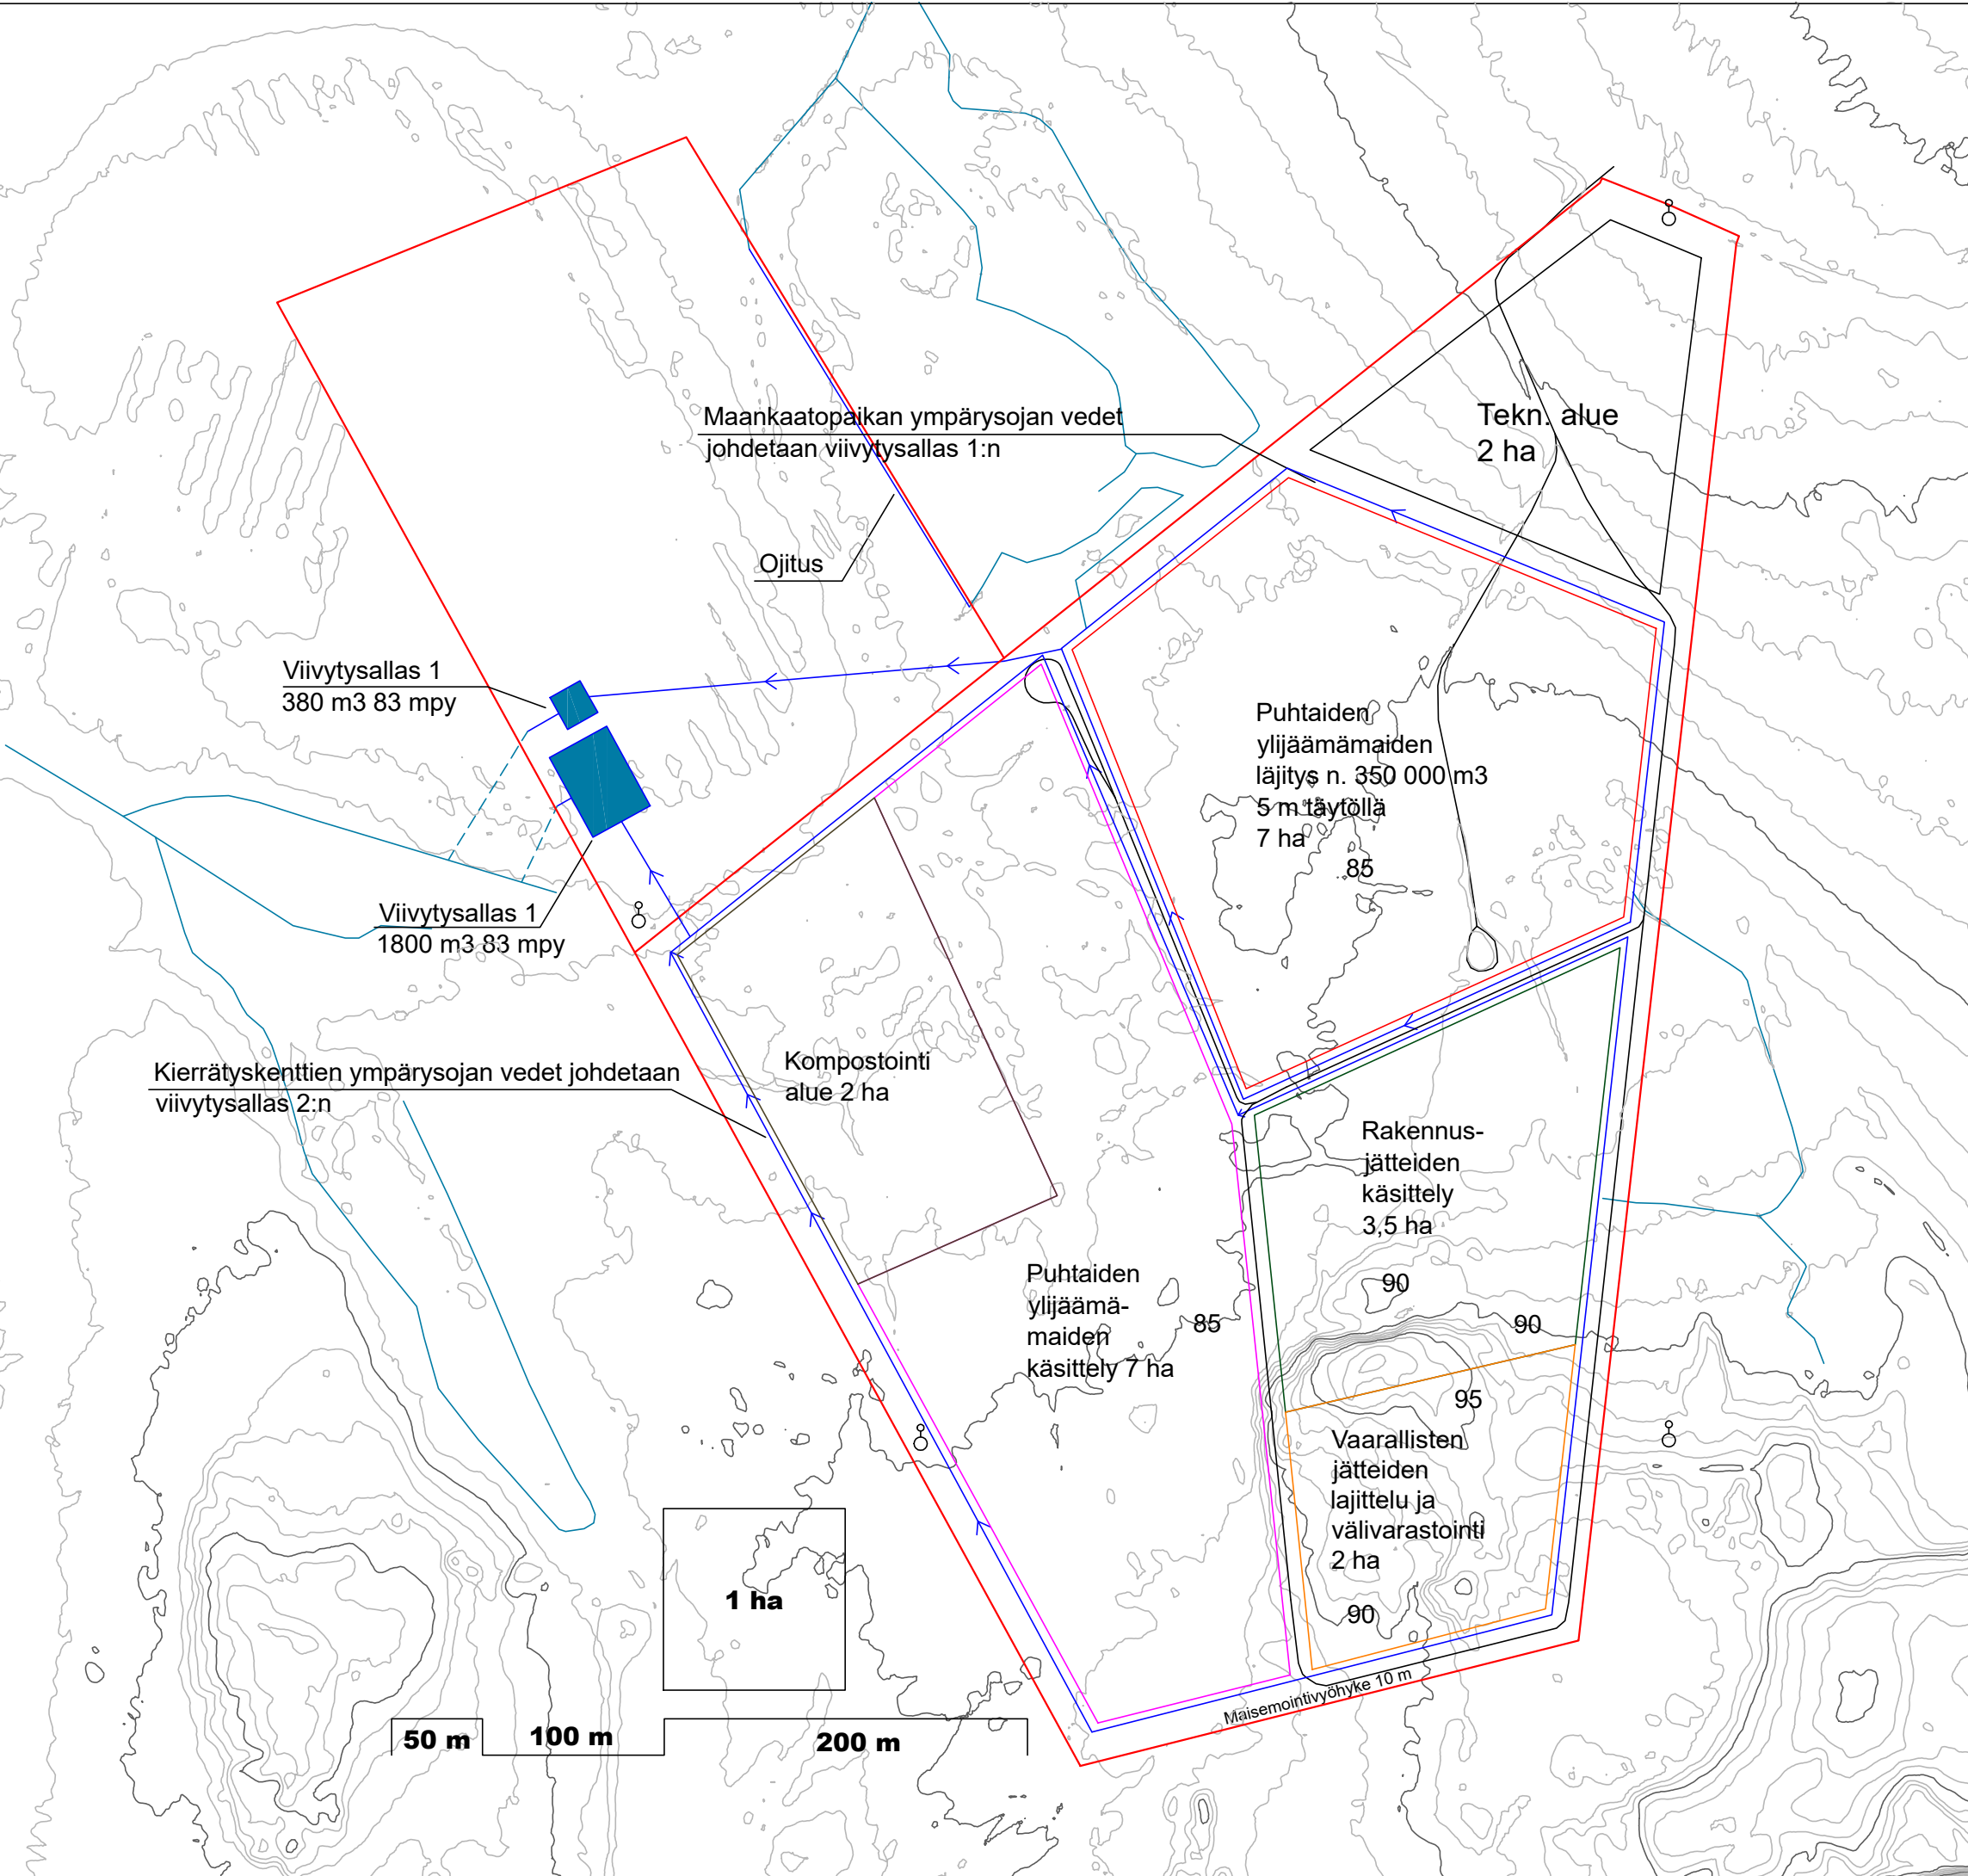 Tekn. alue
2 ha
Maankaatopaikan ympärysojan vedet
johdetaan viivytysallas 1:n
Ojitus
Viivytysallas 1
380 m3 83 mpy
Puhtaiden
ylijäämämaiden
läjitys n. 350 000 m3
5 m täytöllä
7 ha
85
Viivytysallas 1
1800 m3 83 mpy
Kompostointi
alue 2 ha
Kierrätyskenttien ympärysojan vedet johdetaan
viivytysallas 2:n
Rakennus-
jätteiden
käsittely
3,5 ha
90
90
Puhtaiden
ylijäämä-
maiden
käsittely 7 ha
85
95
Vaarallisten
jätteiden
lajittelu ja
välivarastointi
2 ha
90
1 ha
Maisemointivyöhyke 10 m
50 m
100 m
200 m